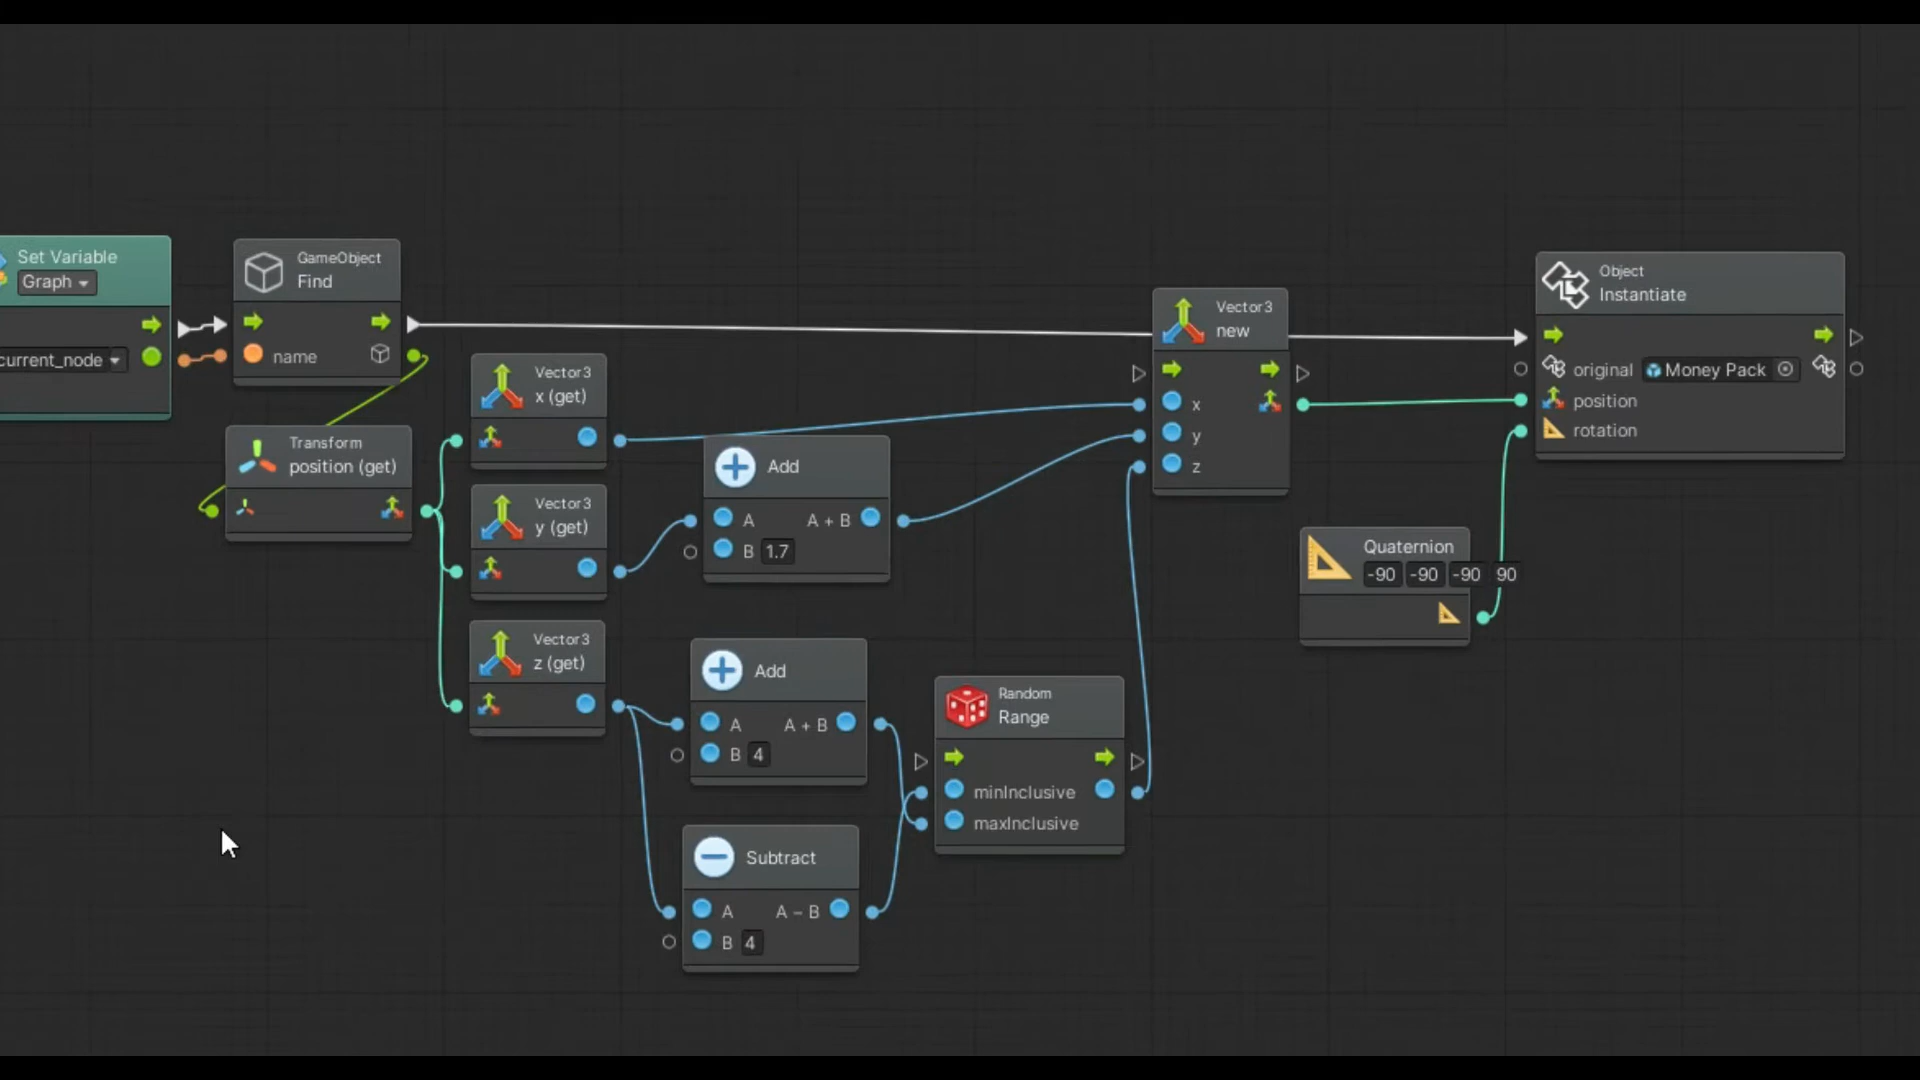 Set Variable
Graph
current_node
GameObject
Find
name
Transform
position (get)
Vector3
x (get)
Vector3
y (get)
Vector3
z (get)
Add
A A + B
B 1.7
Add
A A + B
B 4
Subtract
A A − B
B 4
Random
Range
minInclusive
maxInclusive
Vector3
new
x
y
z
Quaternion
-90 -90 -90 90
Object
Instantiate
original Money Pack
position
rotation